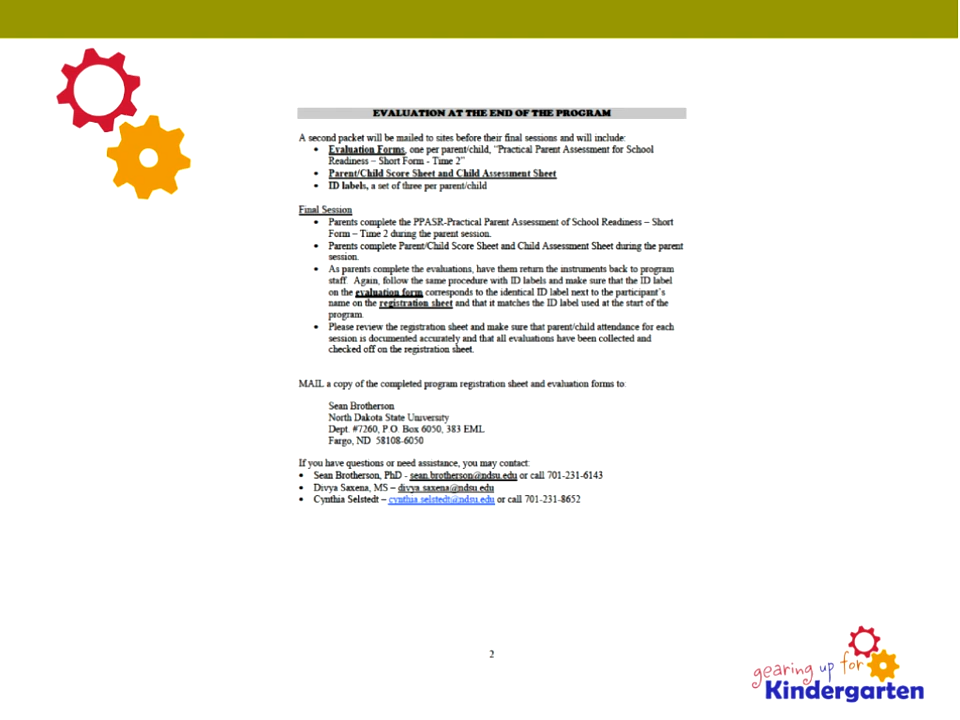 EVALUATION AT THE END OF THE PROGRAM
A second packet will be mailed to sites before their final sessions and will include:
• Evaluation Forms, one per parent/child, "Practical Parent Assessment for School
Readiness – Short Form - Time 2"
• Parent/Child Score Sheet and Child Assessment Sheet
• ID labels, a set of three per parent/child
Final Session
• Parents complete the PPASR-Practical Parent Assessment of School Readiness – Short
Form – Time 2 during the parent session.
• Parents complete Parent/Child Score Sheet and Child Assessment Sheet during the parent
session.
• As parents complete the evaluations, have them return the instruments back to program
staff. Again, follow the same procedure with ID labels and make sure that the ID label
on the evaluation form corresponds to the identical ID label next to the participant's
name on the registration sheet and that it matches the ID label used at the start of the
program.
• Please review the registration sheet and make sure that parent/child attendance for each
session is documented accurately and that all evaluations have been collected and
checked off on the registration sheet.
MAIL a copy of the completed program registration sheet and evaluation forms to:
Sean Brotherson
North Dakota State University
Dept. #7260, P.O. Box 6050, 383 EML
Fargo, ND 58108-6050
If you have questions or need assistance, you may contact:
• Sean Brotherson, PhD - sean.brotherson@ndsu.edu or call 701-231-6143
• Divya Saxena, MS – divya.saxena@ndsu.edu
• Cynthia Selstedt – cynthia.selstedt@ndsu.edu or call 701-231-8652
2
gearing up for
Kindergarten